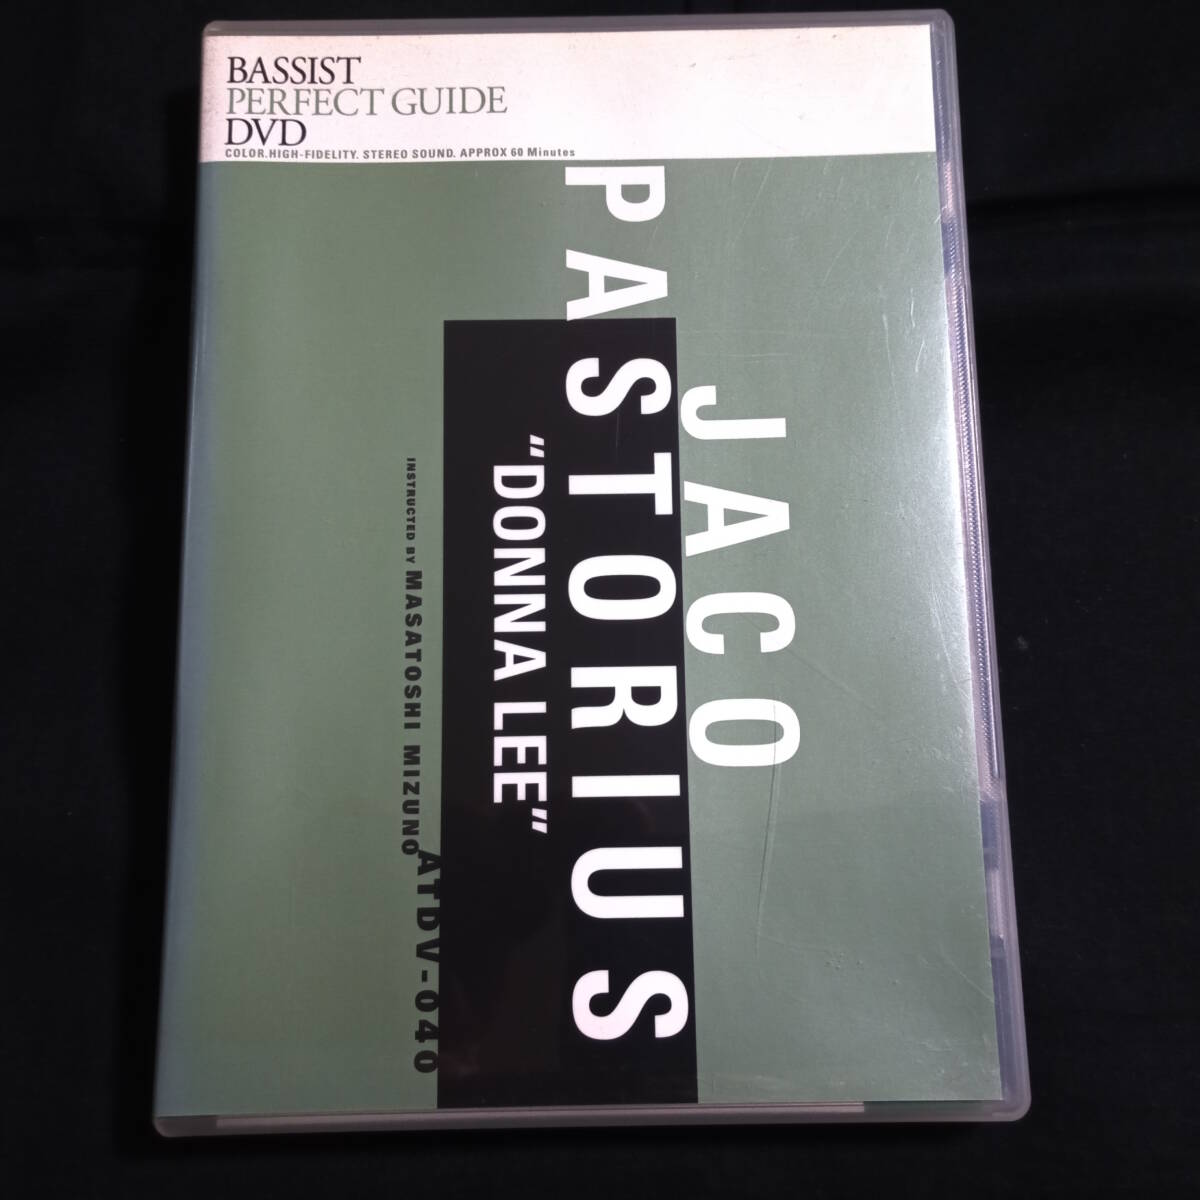 BASSIST
PERFECT GUIDE
DVD
COLOR.HIGH-FIDELITY. STEREO SOUND. APPROX 60 Minutes
JACO
PASTORIUS
“DONNA LEE”
INSTRUCTED BY MASATOSHI MIZUNO
ATDV-040